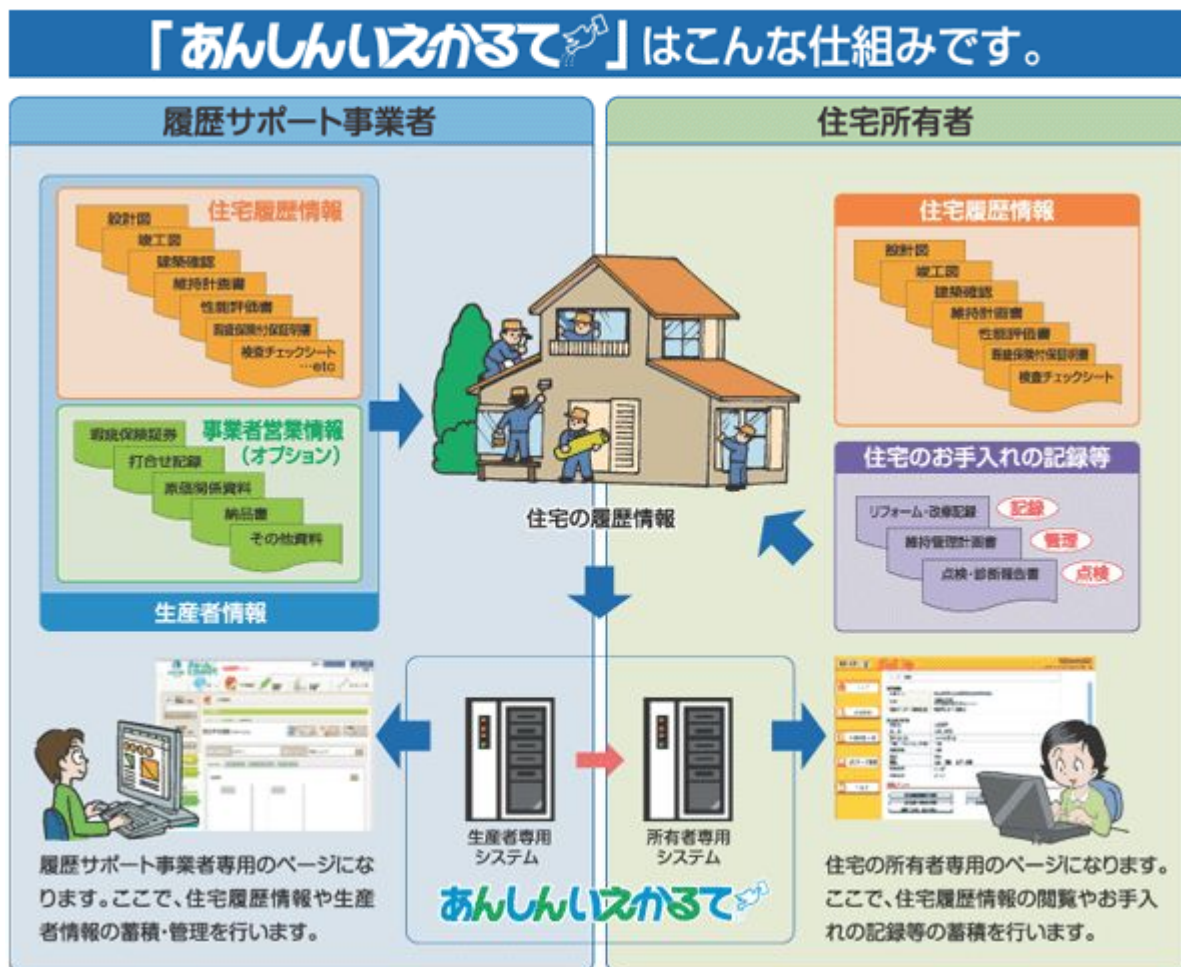 「あんしんいえかるて」はこんな仕組みです。
履歴サポート事業者
住宅履歴情報
設計図
竣工図
建築確認
維持計画書
性能評価書
瑕疵保険付保証明書
検査チェックシート
…etc
事業者営業情報
(オプション)
瑕疵保険証券
打合せ記録
原価関係資料
納品書
その他資料
生産者情報
住宅の履歴情報
住宅所有者
住宅履歴情報
設計図
竣工図
建築確認
維持計画書
性能評価書
瑕疵保険付保証明書
検査チェックシート
住宅のお手入れの記録等
リフォーム・改修記録
記録
維持管理計画書
管理
点検・診断報告書
点検
履歴サポート事業者専用のページにな
ります。ここで、住宅履歴情報や生産
者情報の蓄積・管理を行います。
生産者専用
システム
所有者専用
システム
あんしんいえかるて
住宅の所有者専用のページになります。
ここで、住宅履歴情報の閲覧やお手入
れの記録等の蓄積を行います。